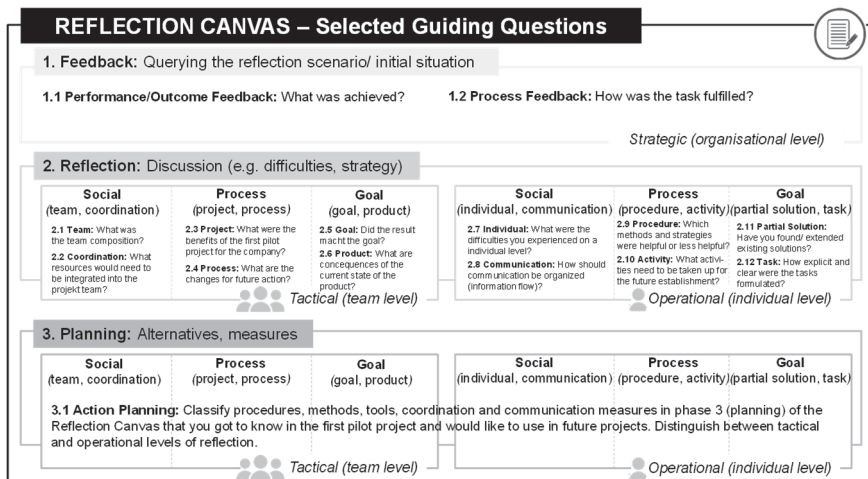 REFLECTION CANVAS – Selected Guiding Questions
1. Feedback: Querying the reflection scenario/ initial situation
1.1 Performance/Outcome Feedback: What was achieved?
1.2 Process Feedback: How was the task fulfilled?
Strategic (organisational level)
2. Reflection: Discussion (e.g. difficulties, strategy)
Social
(team, coordination)
2.1 Team: What was
the team composition?
2.2 Coordination: What
resources would need to
be integrated into the
projekt team?
Process
(project, process)
2.3 Project: What were the
benefits of the first pilot
project for the company?
2.4 Process: What are the
changes for future action?
Goal
(goal, product)
2.5 Goal: Did the result
macht the goal?
2.6 Product: What are
concequences of the
current state of the
product?
Tactical (team level)
Social
(individual, communication)
2.7 Individual: What were the
difficulties you experienced on a
individual level?
2.8 Communication: How should
communication be organized
(information flow)?
Process
(procedure, activity)
2.9 Procedure: Which
methods and strategies
were helpful or less helpful?
2.10 Activity: What activi-
ties need to be taken up for
the future establishment?
Goal
(partial solution, task)
2.11 Partial Solution:
Have you found/ extended
existing solutions?
2.12 Task: How explicit and
clear were the tasks
formulated?
Operational (individual level)
3. Planning: Alternatives, measures
Social
(team, coordination)
Process
(project, process)
Goal
(goal, product)
Social
(individual, communication)
Process
(procedure, activity)
Goal
(partial solution, task)
3.1 Action Planning: Classify procedures, methods, tools, coordination and communication measures in phase 3 (planning) of the
Reflection Canvas that you got to know in the first pilot project and would like to use in future projects. Distinguish between tactical
and operational levels of reflection.
Tactical (team level)
Operational (individual level)